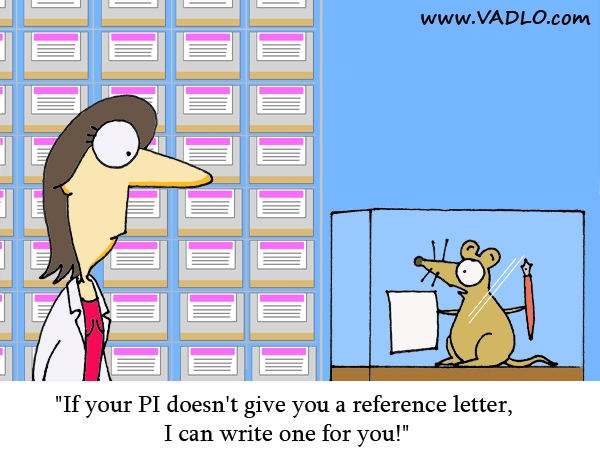 www.VADLO.com
"If your PI doesn't give you a reference letter,
I can write one for you!"